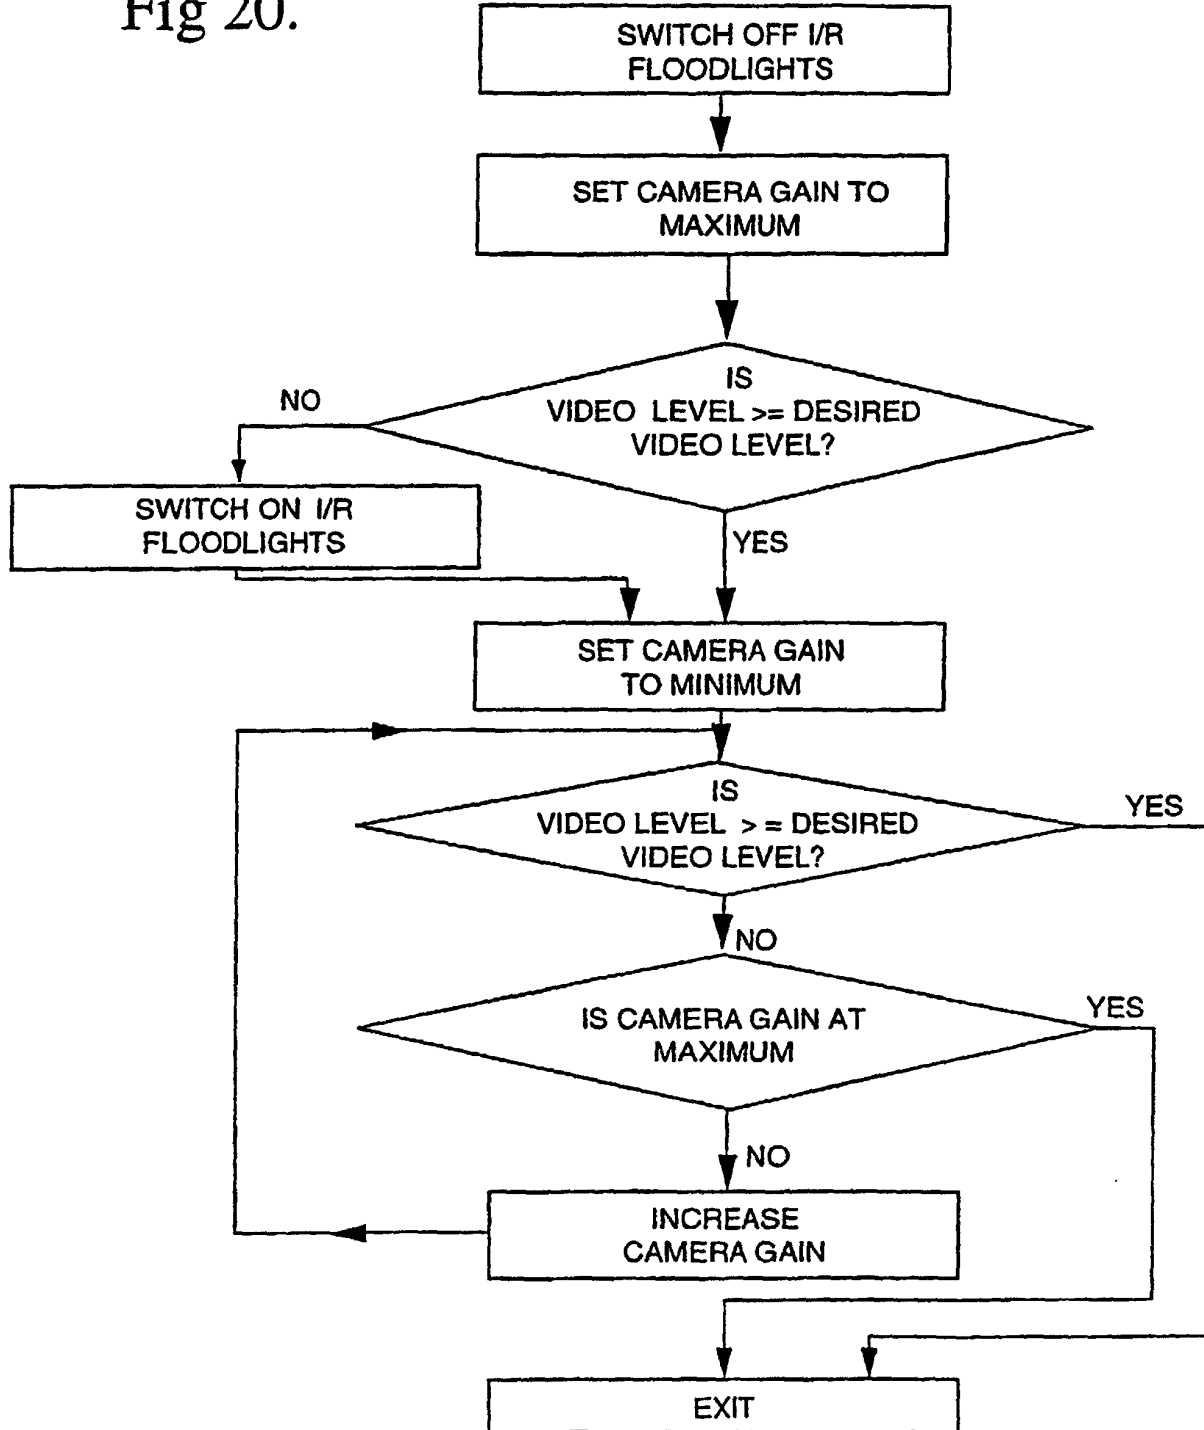 Fig 20.
SWITCH OFF I/R
FLOODLIGHTS
SET CAMERA GAIN TO
MAXIMUM
IS
VIDEO LEVEL >= DESIRED
VIDEO LEVEL?
NO
SWITCH ON I/R
FLOODLIGHTS
YES
SET CAMERA GAIN
TO MINIMUM
IS
VIDEO LEVEL > = DESIRED
VIDEO LEVEL?
YES
NO
IS CAMERA GAIN AT
MAXIMUM
YES
NO
INCREASE
CAMERA GAIN
EXIT